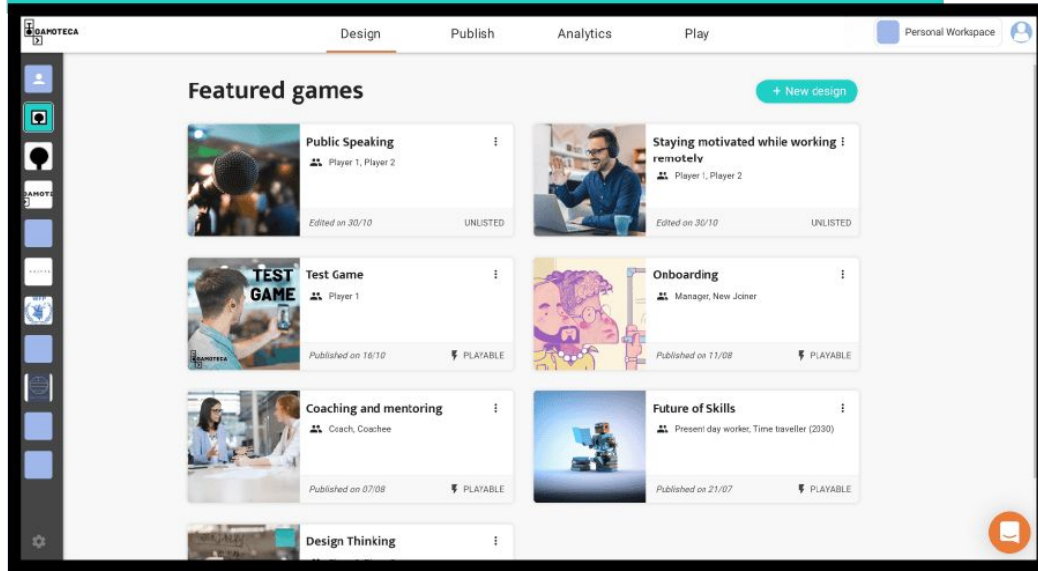 GAMOTECA
Design
Publish
Analytics
Play
Personal Workspace
Featured games
+ New design
Public Speaking
Player 1, Player 2
Edited on 30/10
UNLISTED
Staying motivated while working
remotely
Player 1, Player 2
Edited on 30/10
UNLISTED
TEST
GAME
GAMOTECA
Test Game
Player 1
Published on 16/10
PLAYABLE
Onboarding
Manager, New Joiner
Published on 11/08
PLAYABLE
Coaching and mentoring
Coach, Coachee
Published on 07/08
PLAYABLE
Future of Skills
Present day worker, Time traveller (2030)
Published on 21/07
PLAYABLE
Design Thinking
WFP